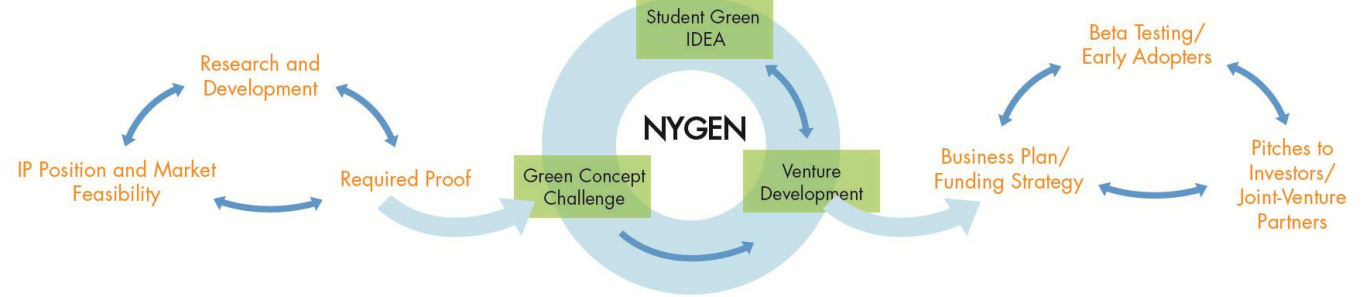 Research and
Development
IP Position and Market
Feasibility
Required Proof
Student Green
IDEA
NYGEN
Green Concept
Challenge
Venture
Development
Beta Testing/
Early Adopters
Business Plan/
Funding Strategy
Pitches to
Investors/
Joint-Venture
Partners